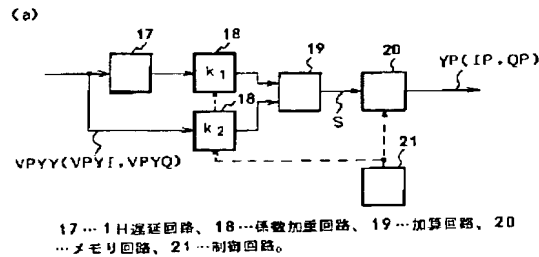 (a)
17
18
19
20
k1
18
YP(IP,QP)
k2
S
VPYY(VPYI,VPYQ)
21
17…1H遅延回路、18…係数加重回路、19…加算回路、20
…メモリ回路、21…制御回路。